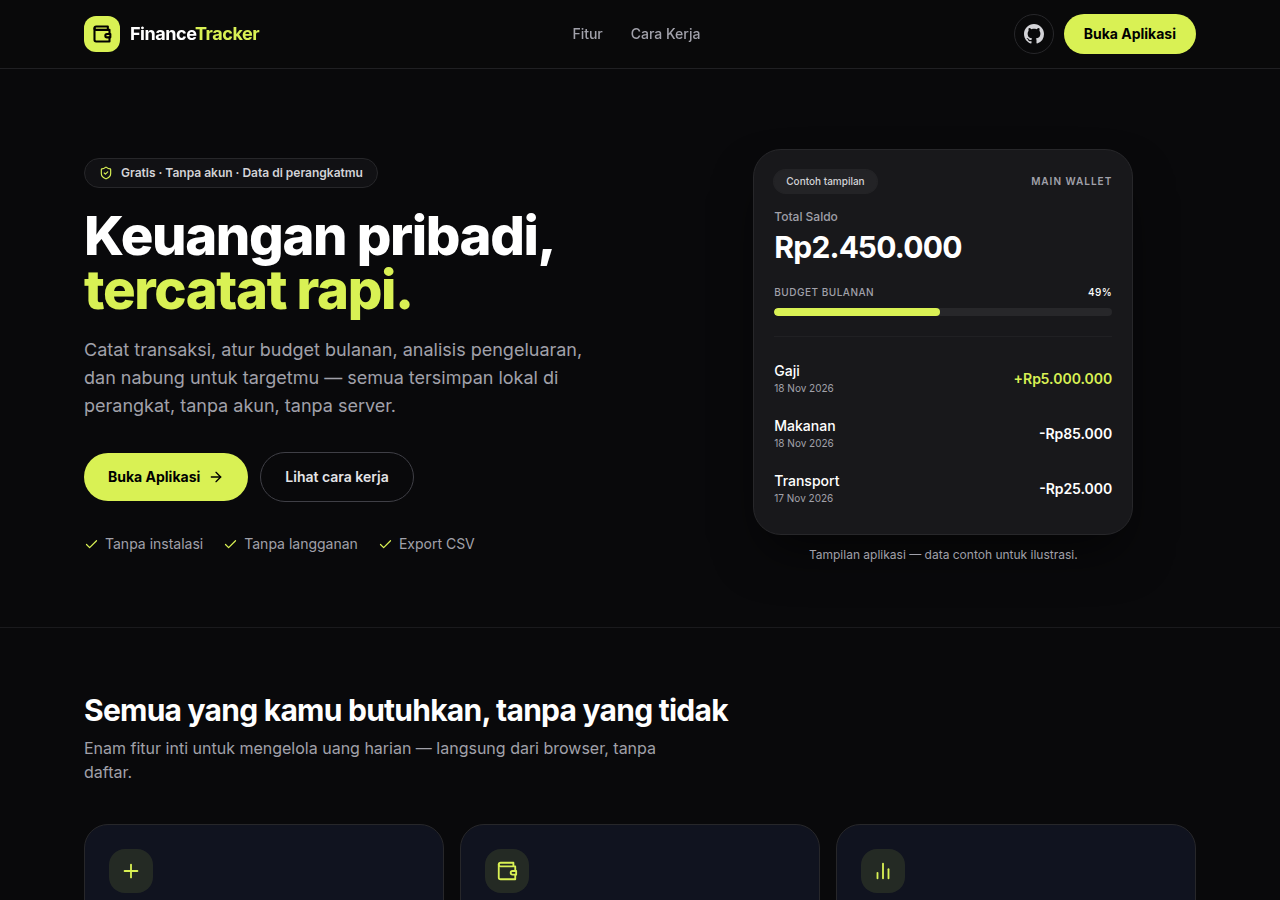 FinanceTracker
Fitur
Cara Kerja
Buka Aplikasi
Gratis · Tanpa akun · Data di perangkatmu
Keuangan pribadi,
tercatat rapi.
Catat transaksi, atur budget bulanan, analisis pengeluaran,
dan nabung untuk targetmu — semua tersimpan lokal di
perangkat, tanpa akun, tanpa server.
Buka Aplikasi
Lihat cara kerja
Tanpa instalasi
Tanpa langganan
Export CSV
Contoh tampilan
MAIN WALLET
Total Saldo
Rp2.450.000
BUDGET BULANAN
49%
Gaji
18 Nov 2026
+Rp5.000.000
Makanan
18 Nov 2026
-Rp85.000
Transport
17 Nov 2026
-Rp25.000
Tampilan aplikasi — data contoh untuk ilustrasi.
Semua yang kamu butuhkan, tanpa yang tidak
Enam fitur inti untuk mengelola uang harian — langsung dari browser, tanpa
daftar.